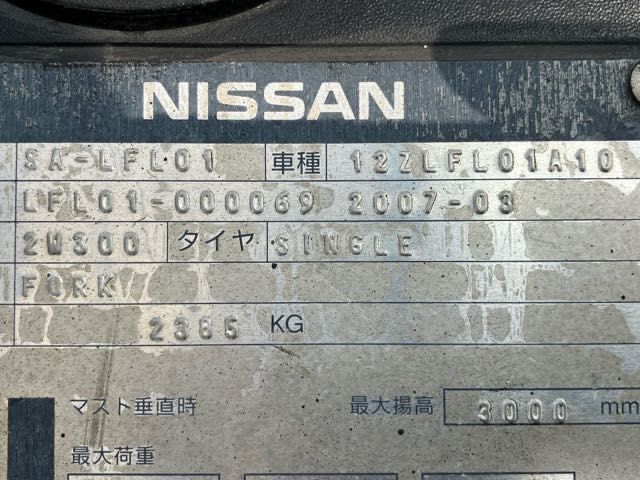 NISSAN
SA-LFL01 車種 12ZLFL01A10
LFL01-000069 2007-03
2W300 タイヤ SINGLE
FORK
2385 KG
マスト垂直時 最大揚高 3000 mm
最大荷重